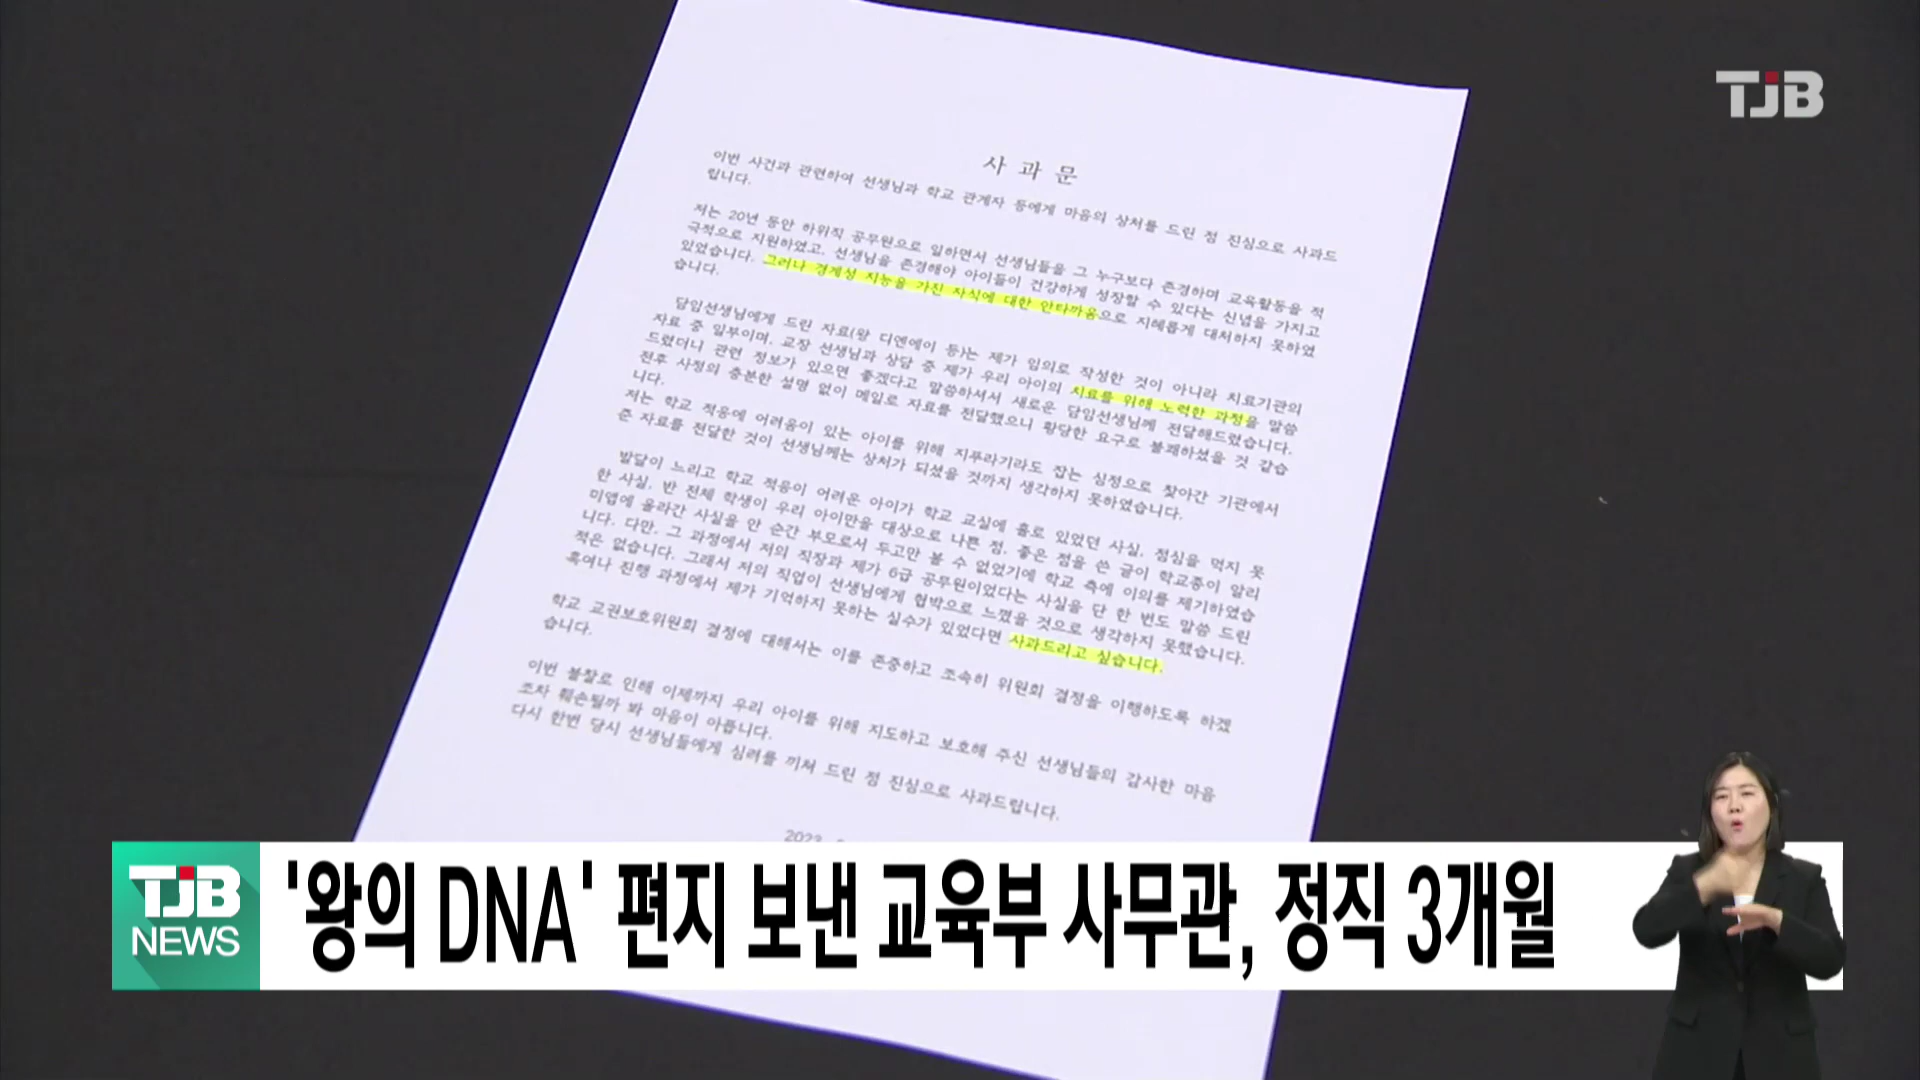 TJB
사 과 문
이번 사건과 관련하여 선생님과 학교 관계자 등에게 마음의 상처를 드린 점 진심으로 사과드
립니다.
저는 20년 동안 하위직 공무원으로 일하면서 선생님들을 그 누구보다 존경하며 교육활동을 적
극적으로 지원하였고, 선생님을 존경해야 아이들이 건강하게 성장할 수 있다는 신념을 가지고
있었습니다. 그러나 경계성 지능을 가진 자식에 대한 안타까움으로 지혜롭게 대처하지 못하였
습니다.
담임선생님에게 드린 자료(왕 디엔에이 등)는 제가 임의로 작성한 것이 아니라 치료기관의
자료 중 일부이며, 교장 선생님과 상담 중 제가 우리 아이의 치료를 위해 노력한 과정을 말씀
드렸더니 관련 정보가 있으면 좋겠다고 말씀하셔서 새로운 담임선생님께 전달해드렸습니다.
전후 사정의 충분한 설명 없이 메일로 자료를 전달했으니 황당한 요구로 불쾌하셨을 것 같습
니다.
저는 학교 적응에 어려움이 있는 아이를 위해 지푸라기라도 잡는 심정으로 찾아간 기관에서
준 자료를 전달한 것이 선생님께는 상처가 되셨을 것까지 생각하지 못하였습니다.
발달이 느리고 학교 적응이 어려운 아이가 학교 교실에 홀로 있었던 사실, 점심을 먹지 못
한 사실, 반 전체 학생이 우리 아이만을 대상으로 나쁜 점, 좋은 점을 쓴 글이 학교종이 알리
미앱에 올라간 사실을 안 순간 부모로서 두고만 볼 수 없었기에 학교 측에 이의를 제기하였습
니다. 다만, 그 과정에서 저의 직장과 제가 6급 공무원이었다는 사실을 단 한 번도 말씀 드린
적은 없습니다. 그래서 저의 직업이 선생님에게 협박으로 느꼈을 것으로 생각하지 못했습니다.
혹여나 진행 과정에서 제가 기억하지 못하는 실수가 있었다면 사과드리고 싶습니다.
학교 교권보호위원회 결정에 대해서는 이를 존중하고 조속히 위원회 결정을 이행하도록 하겠
습니다.
이번 불찰로 인해 이제까지 우리 아이를 위해 지도하고 보호해 주신 선생님들의 감사한 마음
조차 훼손될까 봐 마음이 아픕니다.
다시 한번 당시 선생님들에게 심려를 끼쳐 드린 점 진심으로 사과드립니다.
2023.
TJB
NEWS
'왕의 DNA' 편지 보낸 교육부 사무관, 정직 3개월